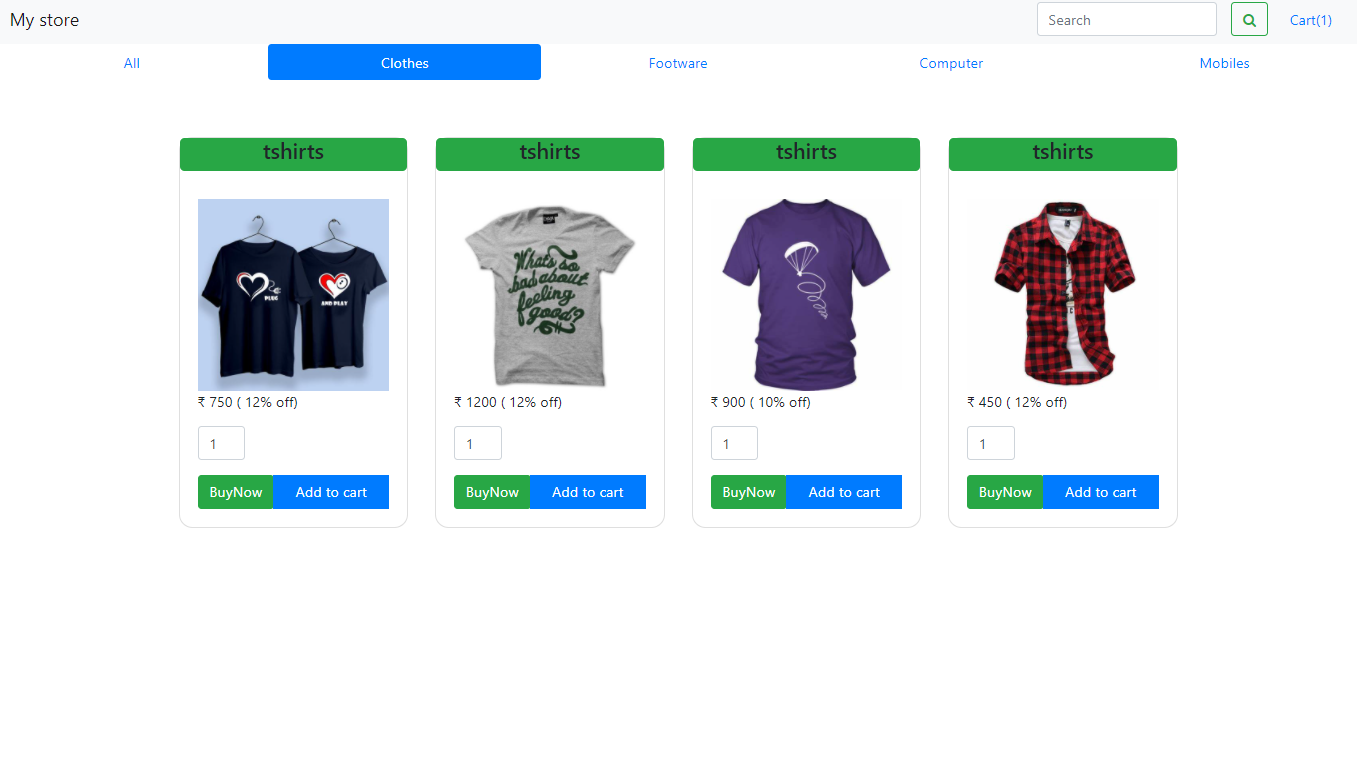 My store
Search
Cart(1)
All
Clothes
Footware
Computer
Mobiles
tshirts
tshirts
tshirts
tshirts
PLUG
AND PLAY
What's so
bad about
feeling
good?
₹ 750 ( 12% off)
₹ 1200 ( 12% off)
₹ 900 ( 10% off)
₹ 450 ( 12% off)
1
1
1
1
BuyNow
Add to cart
BuyNow
Add to cart
BuyNow
Add to cart
BuyNow
Add to cart